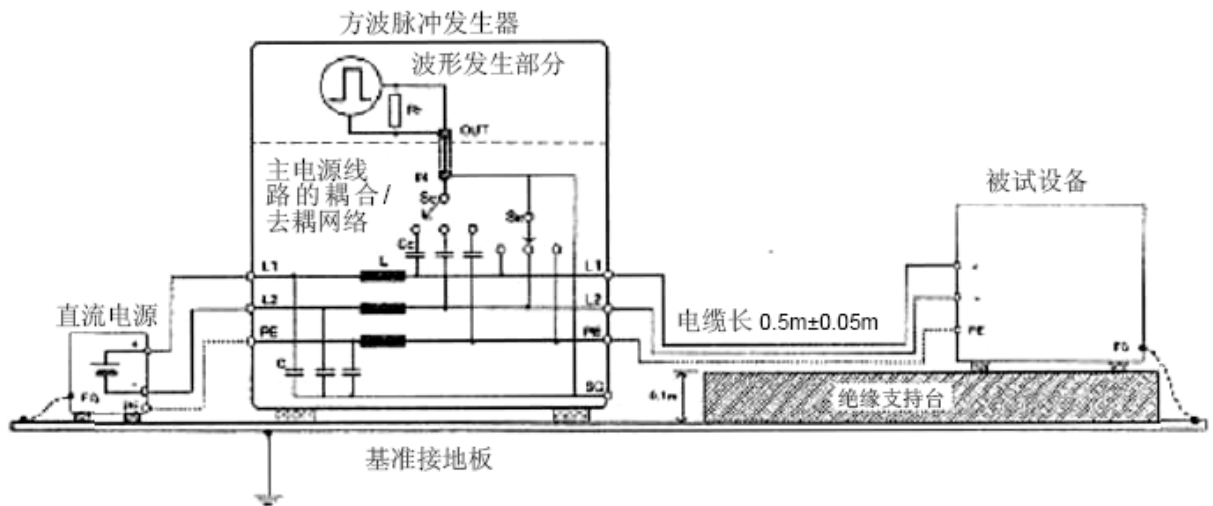 方波脉冲发生器
波形发生部分
OUT
主电源线
路的耦合/
去耦网络
IN
被试设备
Cc
L1
L
L1
L2
L2
直流电源
电缆长 0.5m±0.05m
PE
PE
PE
+
FG
C
-
SG
0,1m
绝缘支持台
FG
PE
基准接地板